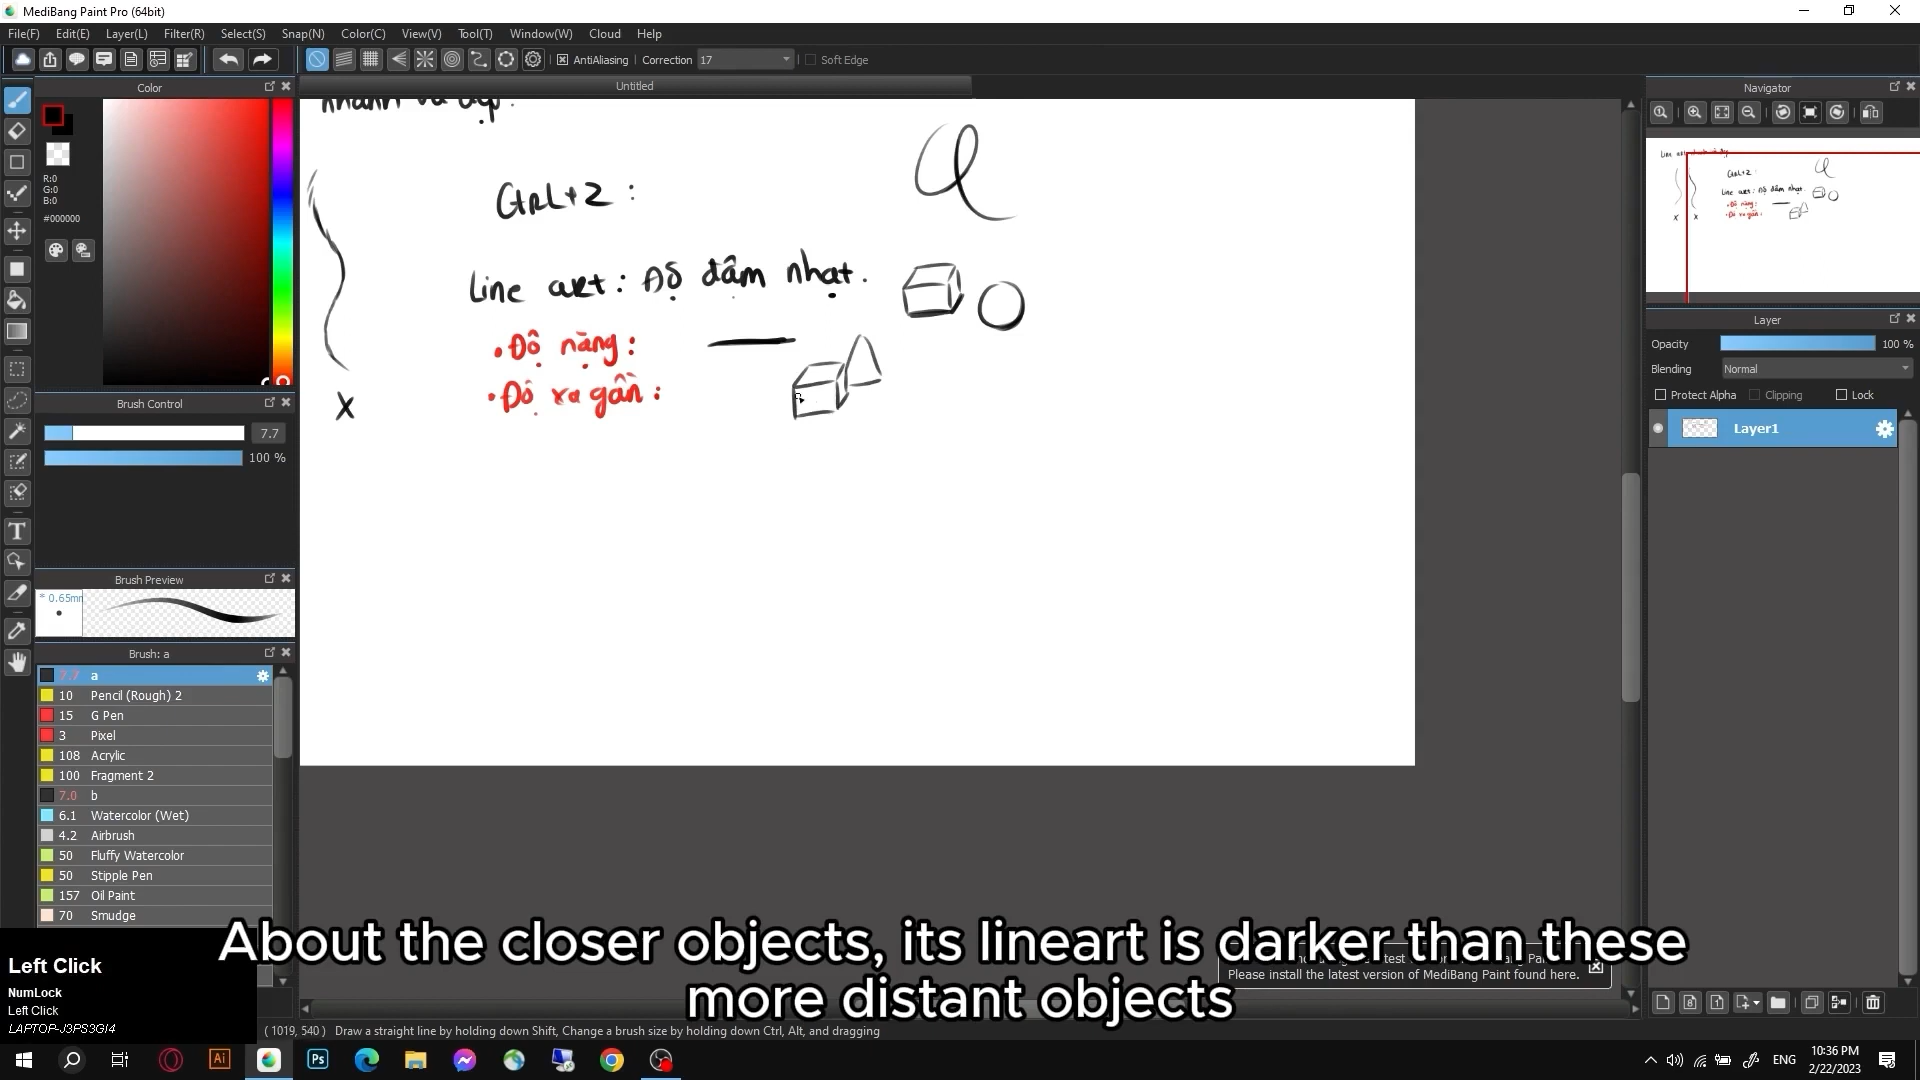 MediBang Paint Pro (64bit)
File(F) Edit(E) Layer(L) Filter(R) Select(S) Snap(N) Color(C) View(V) Tool(T) Window(W) Cloud Help
AntiAliasing Correction 17 Soft Edge
Color
Untitled
Navigator
R:0
G:0
B:0
#000000
Ctrl+Z :
Line art : Độ đậm nhạt.
• Độ nặng :
• Độ xa gần :
X
Brush Control
7.7
100 %
Brush Preview
* 0.65mm
Brush: a
7.7 a
10 Pencil (Rough) 2
15 G Pen
3 Pixel
108 Acrylic
100 Fragment 2
7.0 b
6.1 Watercolor (Wet)
4.2 Airbrush
50 Fluffy Watercolor
50 Stipple Pen
157 Oil Paint
70 Smudge
Layer
Opacity 100 %
Blending Normal
Protect Alpha Clipping Lock
Layer1
About the closer objects, its lineart is darker than these
more distant objects
Please install the latest version of MediBang Paint found here.
Left Click
NumLock
Left Click
LAPTOP-J3PS3GI4
( 1019, 540 ) Draw a straight line by holding down Shift, Change a brush size by holding down Ctrl, Alt, and dragging
ENG
10:36 PM
2/22/2023